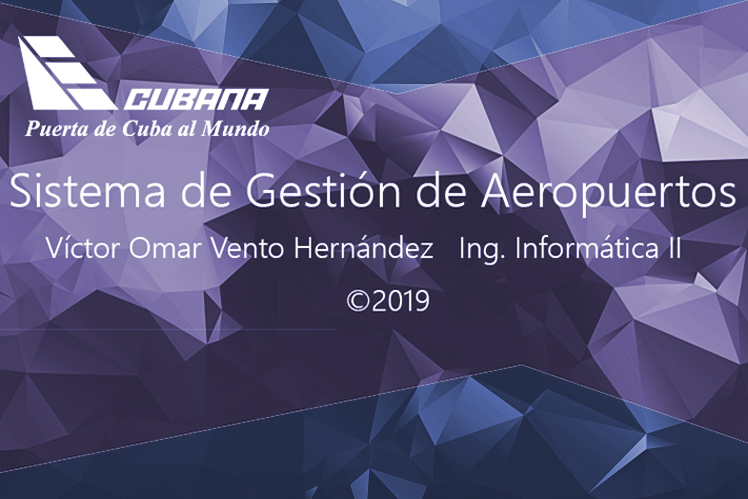 CUBANA
Puerta de Cuba al Mundo
Sistema de Gestión de Aeropuertos
Víctor Omar Vento Hernández Ing. Informática II
©2019